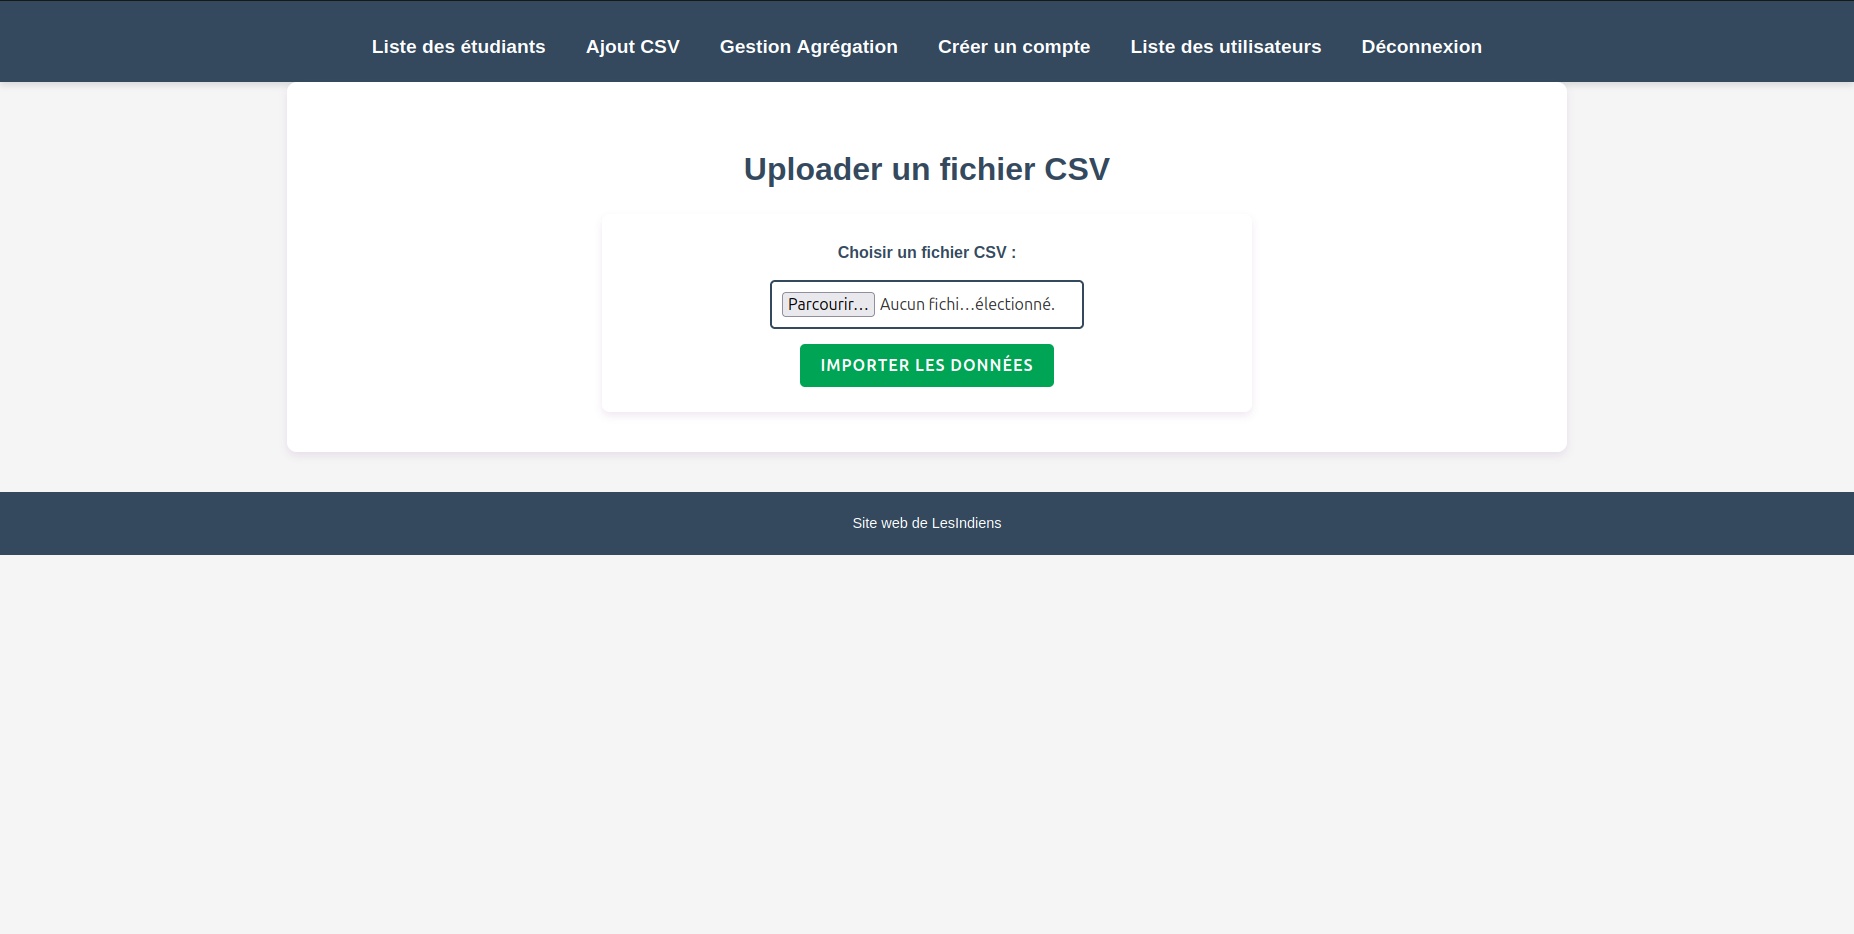 Liste des étudiants Ajout CSV Gestion Agrégation Créer un compte Liste des utilisateurs Déconnexion
Uploader un fichier CSV
Choisir un fichier CSV :
Parcourir… Aucun fichi…électionné.
IMPORTER LES DONNÉES
Site web de LesIndiens